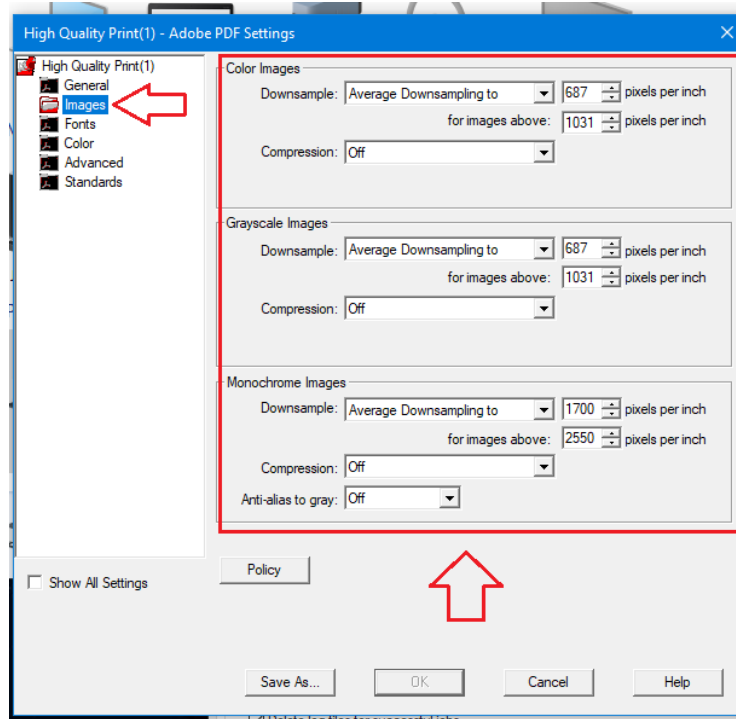 High Quality Print(1) - Adobe PDF Settings
High Quality Print(1)
General
Images
Fonts
Color
Advanced
Standards
Show All Settings
Color Images
Downsample: Average Downsampling to 687 pixels per inch
for images above: 1031 pixels per inch
Compression: Off
Grayscale Images
Downsample: Average Downsampling to 687 pixels per inch
for images above: 1031 pixels per inch
Compression: Off
Monochrome Images
Downsample: Average Downsampling to 1700 pixels per inch
for images above: 2550 pixels per inch
Compression: Off
Anti-alias to gray: Off
Policy
Save As... OK Cancel Help